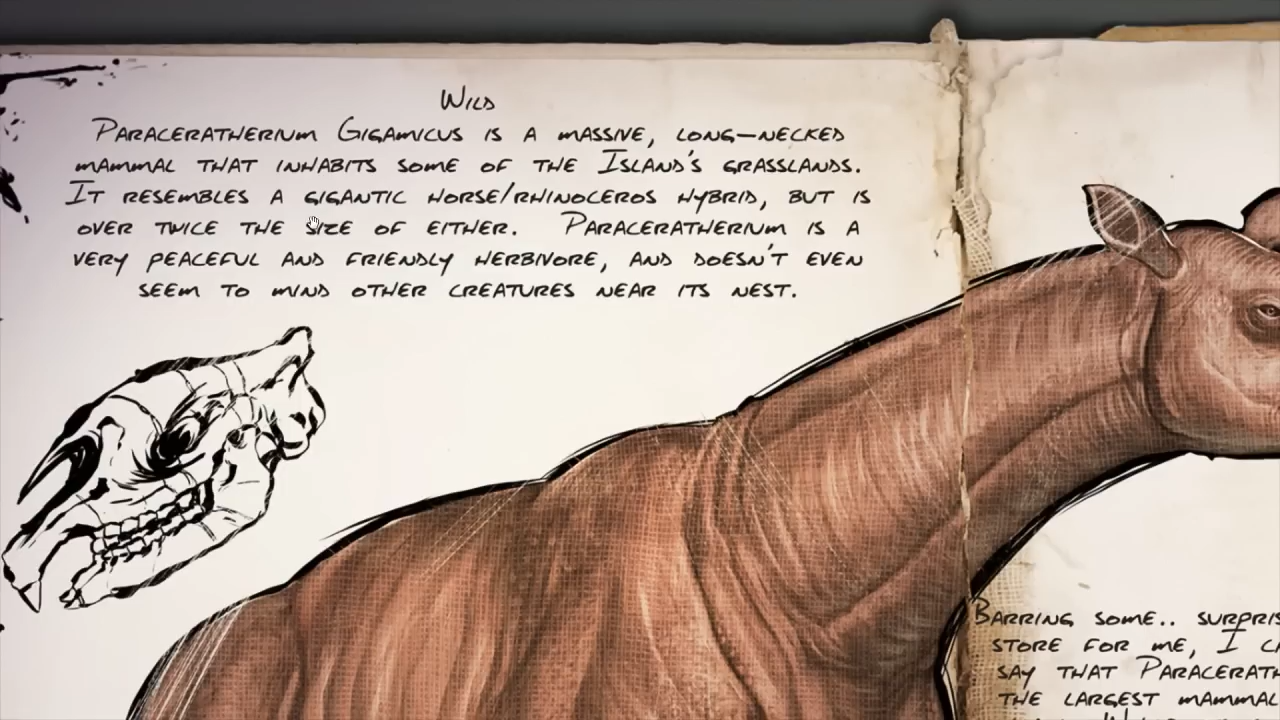 Wild
Paraceratherium Gigamicus is a massive, long-necked
mammal that inhabits some of the Island's grasslands.
It resembles a gigantic horse/rhinoceros hybrid, but is
over twice the size of either. Paraceratherium is a
very peaceful and friendly herbivore, and doesn't even
seem to mind other creatures near its nest.
Barring some.. surpris
store for me, I c
say that Paracerath
the largest mammal